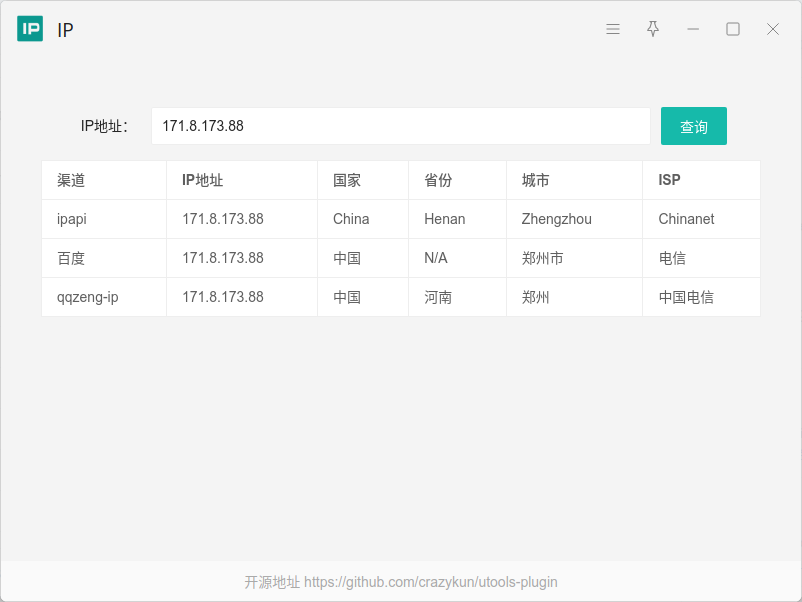 IP IP
IP地址： 171.8.173.88 查询
渠道 IP地址 国家 省份 城市 ISP
ipapi 171.8.173.88 China Henan Zhengzhou Chinanet
百度 171.8.173.88 中国 N/A 郑州市 电信
qqzeng-ip 171.8.173.88 中国 河南 郑州 中国电信
开源地址 https://github.com/crazykun/utools-plugin